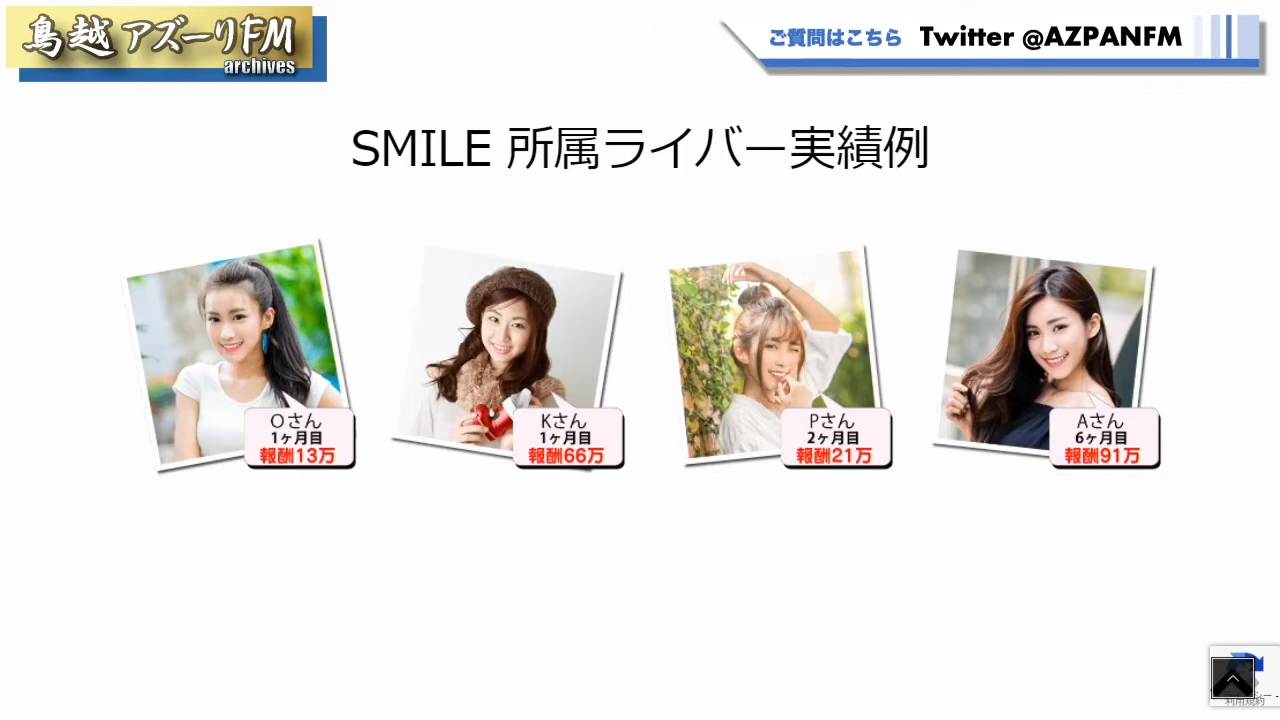 鳥越アズーリFM
archives
ご質問はこちら Twitter @AZPANFM
SMILE 所属ライバー実績例
Oさん
1ヶ月目
報酬13万
Kさん
1ヶ月目
報酬66万
Pさん
2ヶ月目
報酬21万
Aさん
6ヶ月目
報酬91万
利用規約